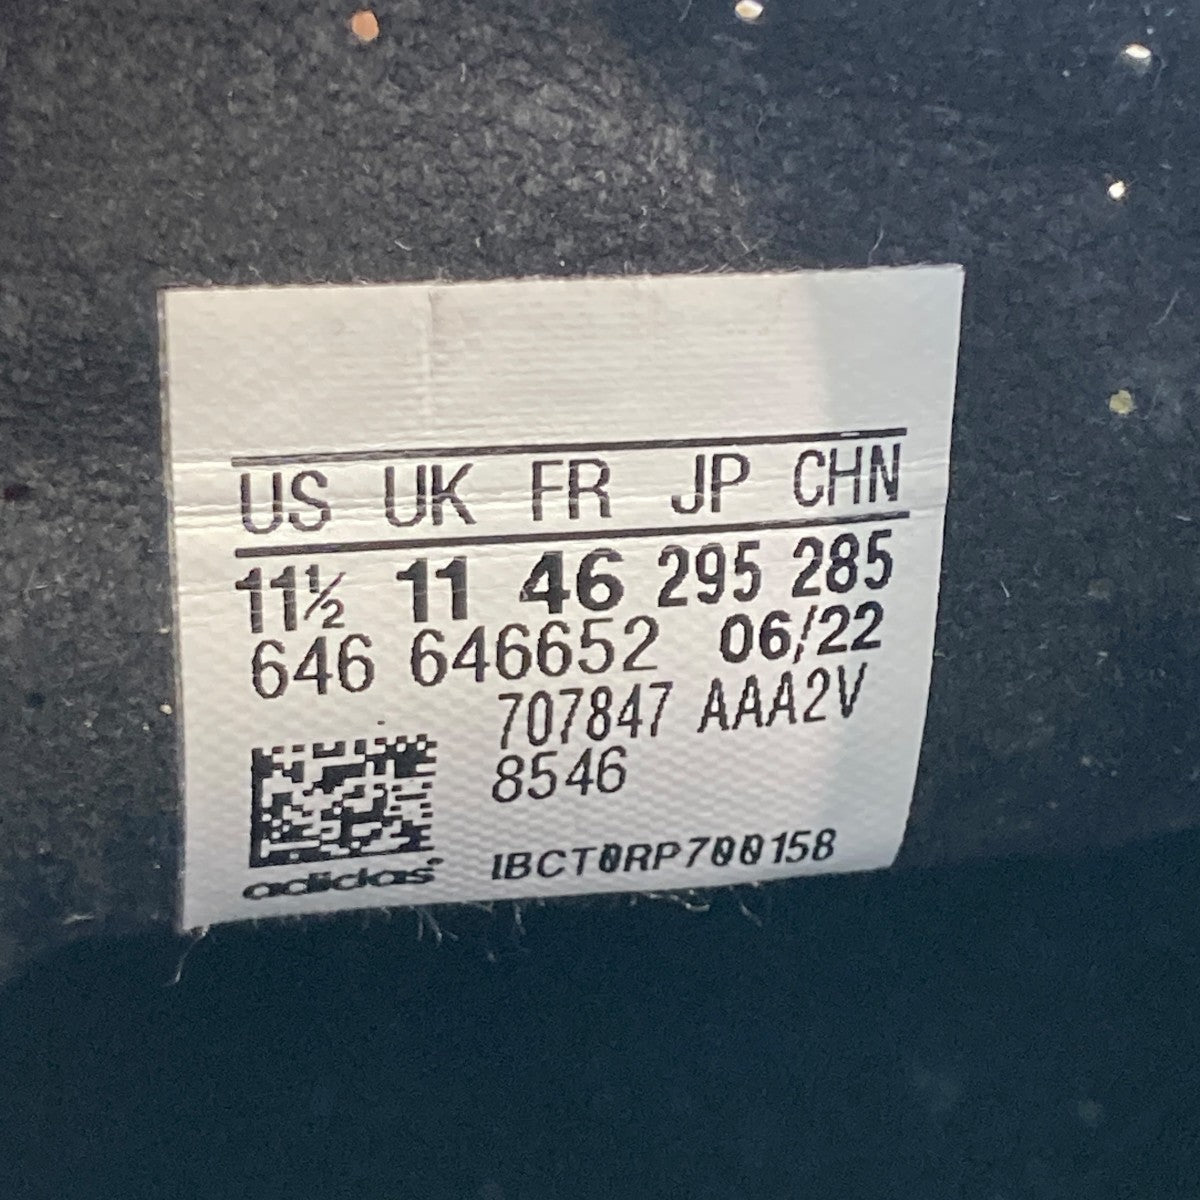 US UK FR JP CHN
11½ 11 46 295 285
646 646652 06/22
707847 AAA2V
8546
adidas IBCT0RP700158